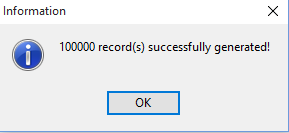 Information
100000 record(s) successfully generated!
OK